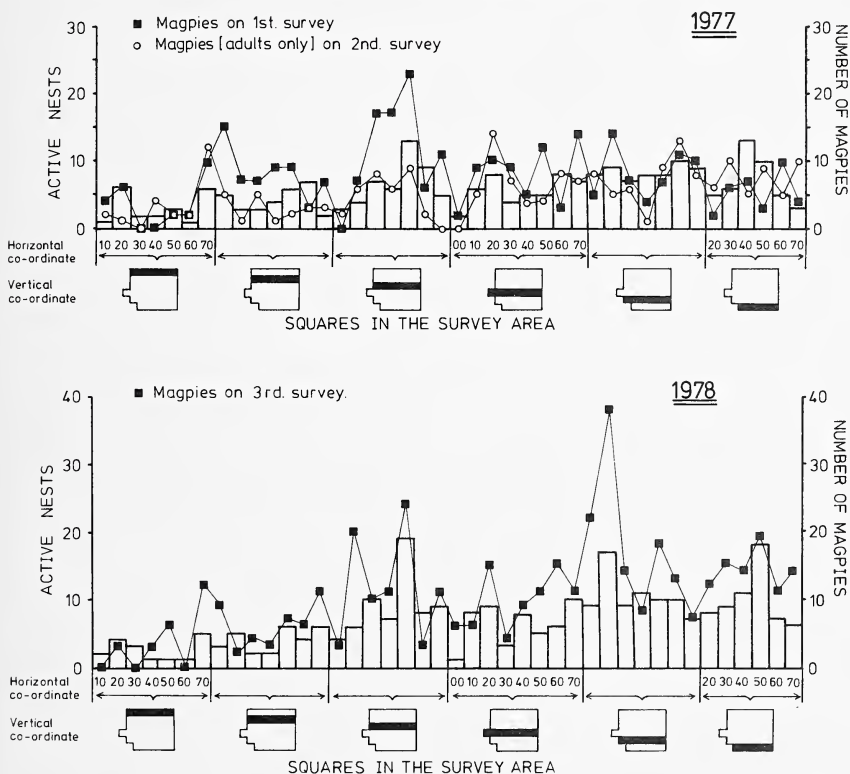 1977
■ Magpies on 1st. survey
○ Magpies [adults only] on 2nd. survey
ACTIVE NESTS
30
20
10
0
NUMBER OF MAGPIES
30
20
10
0
Horizontal co-ordinate
10 20 30 40 50 60 70
00 10 20 30 40 50 60 70
20 30 40 50 60 70
Vertical co-ordinate
SQUARES IN THE SURVEY AREA
1978
■ Magpies on 3rd. survey.
ACTIVE NESTS
40
30
20
10
0
NUMBER OF MAGPIES
40
30
20
10
0
Horizontal co-ordinate
10 20 30 40 50 60 70
00 10 20 30 40 50 60 70
20 30 40 50 60 70
Vertical co-ordinate
SQUARES IN THE SURVEY AREA